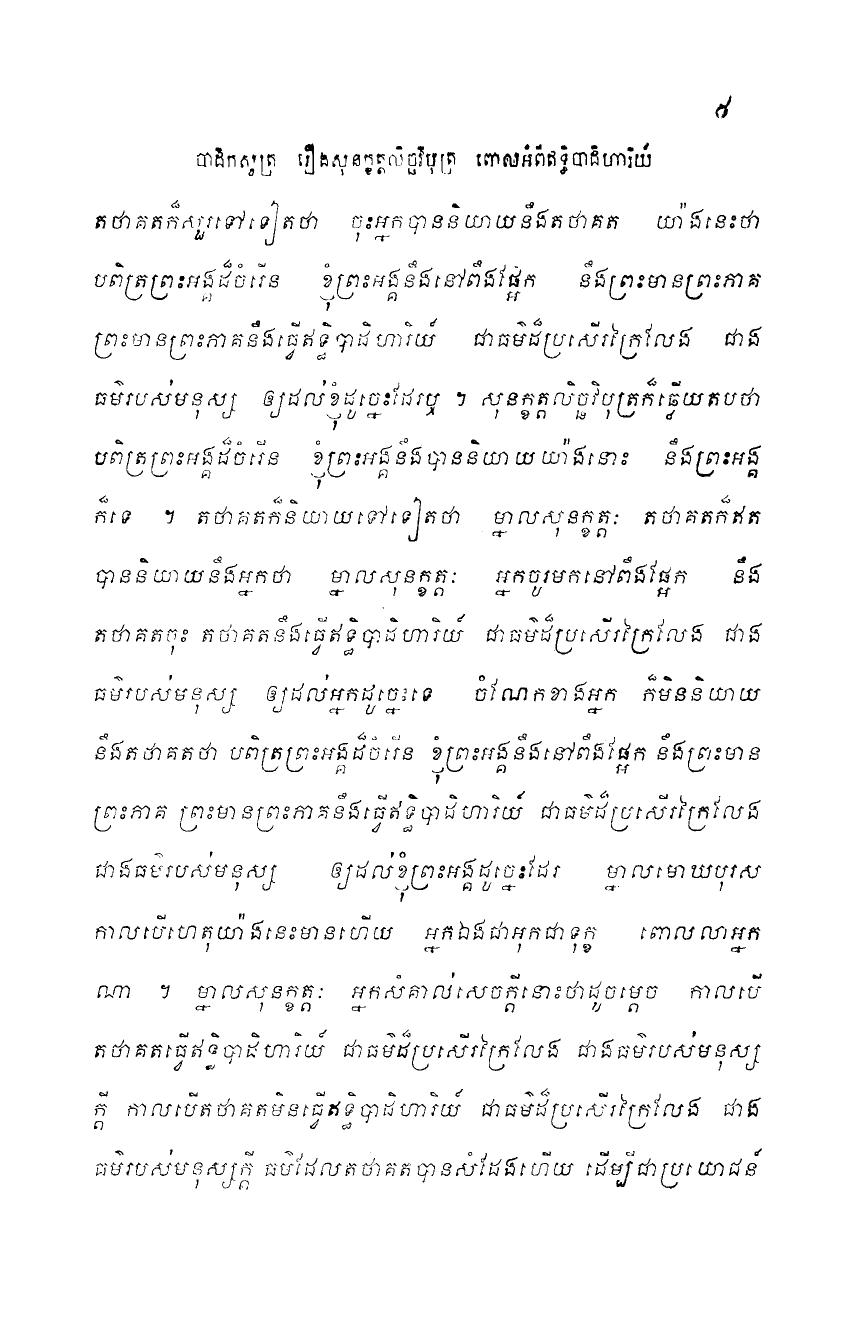 ៩
បាដិកសូត្រ រឿងសុនក្ខត្តលិច្ឆវិបុត្រ ពោលអំពីឥទ្ធិបាដិហារិយ៍
តថាគតក៏សួរទៅទៀតថា ចុះអ្នកបាននិយាយនឹងតថាគត យ៉ាងនេះថា
បពិត្រព្រះអង្គដ៏ចំរើន ខ្ញុំព្រះអង្គនឹងនៅពឹងផ្អែក នឹងព្រះមានព្រះភាគ
ព្រះមានព្រះភាគនឹងធ្វើឥទ្ធិបាដិហារិយ៍ ជាធម៌ដ៏ប្រសើរក្រៃលែង ជាង
ធម៌របស់មនុស្ស ឲ្យដល់ខ្ញុំដូច្នេះដែរឬ ។ សុនក្ខត្តលិច្ឆវិបុត្រក៏ធ្វើយតបថា
បពិត្រព្រះអង្គដ៏ចំរើន ខ្ញុំព្រះអង្គនឹងបាននិយាយយ៉ាងនោះ នឹងព្រះអង្គ
ក៏ទេ ។ តថាគតក៏និយាយទៅទៀតថា ម្នាលសុនក្ខត្តៈ តថាគតក៏ឥត
បាននិយាយនឹងអ្នកថា ម្នាលសុនក្ខត្តៈ អ្នកចូរមកនៅពឹងផ្អែក នឹង
តថាគតចុះ តថាគតនឹងធ្វើឥទ្ធិបាដិហារិយ៍ ជាធម៌ដ៏ប្រសើរក្រៃលែង ជាង
ធម៌របស់មនុស្ស ឲ្យដល់អ្នកដូច្នេះទេ ចំណែកខាងអ្នក ក៏មិននិយាយ
នឹងតថាគតថា បពិត្រព្រះអង្គដ៏ចំរើន ខ្ញុំព្រះអង្គនឹងនៅពឹងផ្អែក នឹងព្រះមាន
ព្រះភាគ ព្រះមានព្រះភាគនឹងធ្វើឥទ្ធិបាដិហារិយ៍ ជាធម៌ដ៏ប្រសើរក្រៃលែង
ជាងធម៌របស់មនុស្ស ឲ្យដល់ខ្ញុំព្រះអង្គដូច្នេះដែរ ម្នាលមោឃបុរស
កាលបើហេតុយ៉ាងនេះមានហើយ អ្នកឯងជាអ្នកជាទុក្ខ ពោលលាអ្នក
ណា ។ ម្នាលសុនក្ខត្តៈ អ្នកសំគាល់សេចក្តីនោះថាដូចម្តេច កាលបើ
តថាគតធ្វើឥទ្ធិបាដិហារិយ៍ ជាធម៌ដ៏ប្រសើរក្រៃលែង ជាងធម៌របស់មនុស្ស
ក្តី កាលបើតថាគតមិនធ្វើឥទ្ធិបាដិហារិយ៍ ជាធម៌ដ៏ប្រសើរក្រៃលែង ជាង
ធម៌របស់មនុស្សក្តី ធម៌ដែលតថាគតបានសំដែងហើយ ដើម្បីជាប្រយោជន៍